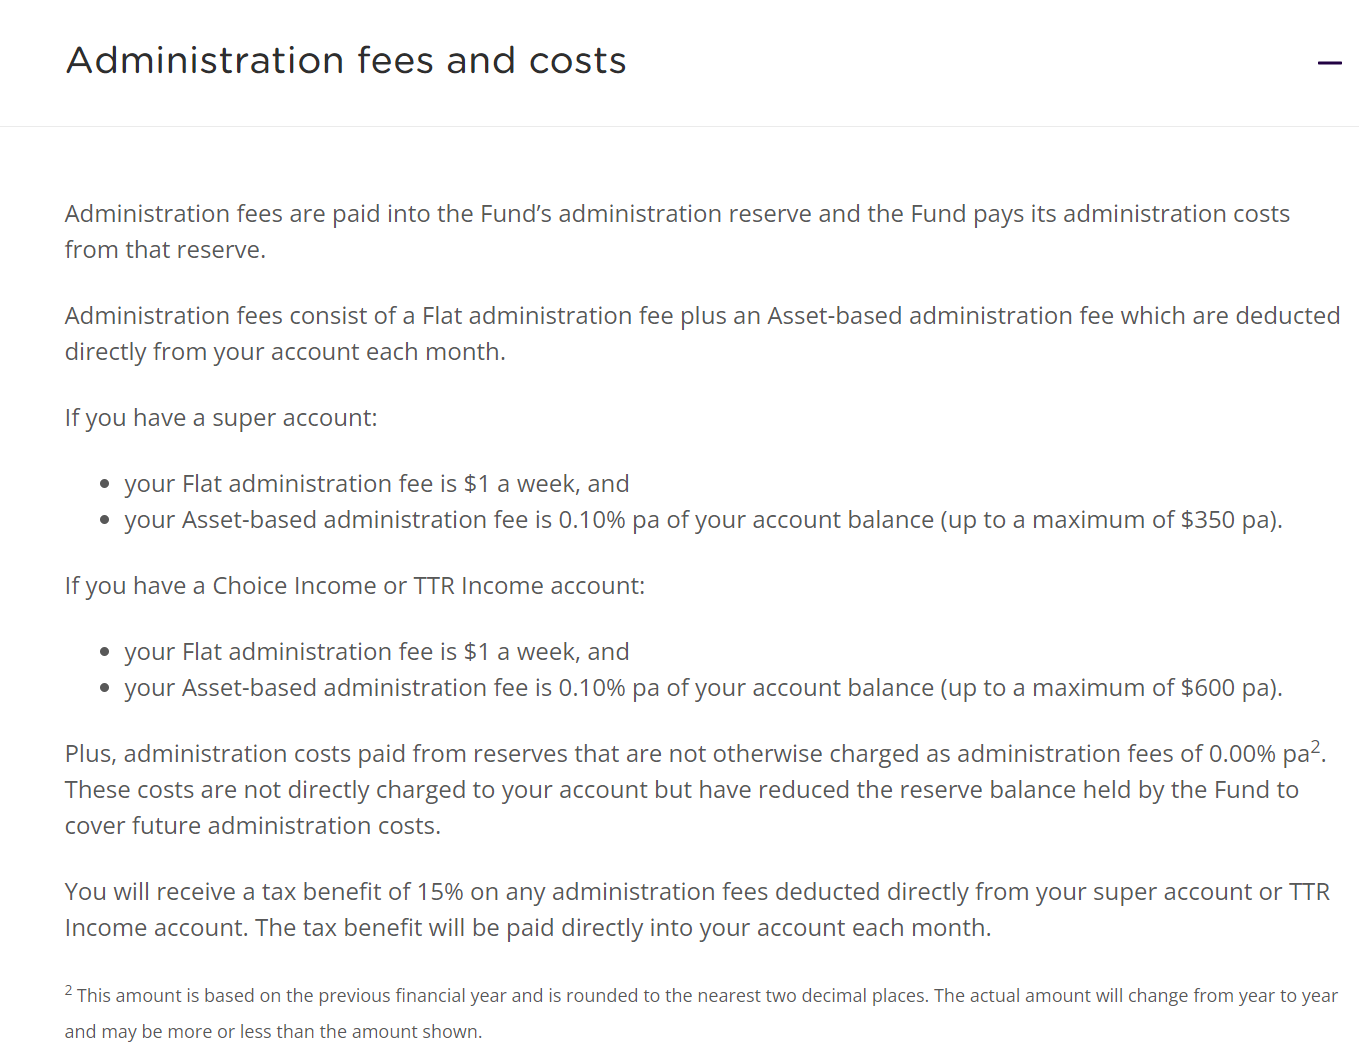 Administration fees and costs
Administration fees are paid into the Fund’s administration reserve and the Fund pays its administration costs
from that reserve.
Administration fees consist of a Flat administration fee plus an Asset-based administration fee which are deducted
directly from your account each month.
If you have a super account:
• your Flat administration fee is $1 a week, and
• your Asset-based administration fee is 0.10% pa of your account balance (up to a maximum of $350 pa).
If you have a Choice Income or TTR Income account:
• your Flat administration fee is $1 a week, and
• your Asset-based administration fee is 0.10% pa of your account balance (up to a maximum of $600 pa).
Plus, administration costs paid from reserves that are not otherwise charged as administration fees of 0.00% pa².
These costs are not directly charged to your account but have reduced the reserve balance held by the Fund to
cover future administration costs.
You will receive a tax benefit of 15% on any administration fees deducted directly from your super account or TTR
Income account. The tax benefit will be paid directly into your account each month.
² This amount is based on the previous financial year and is rounded to the nearest two decimal places. The actual amount will change from year to year
and may be more or less than the amount shown.